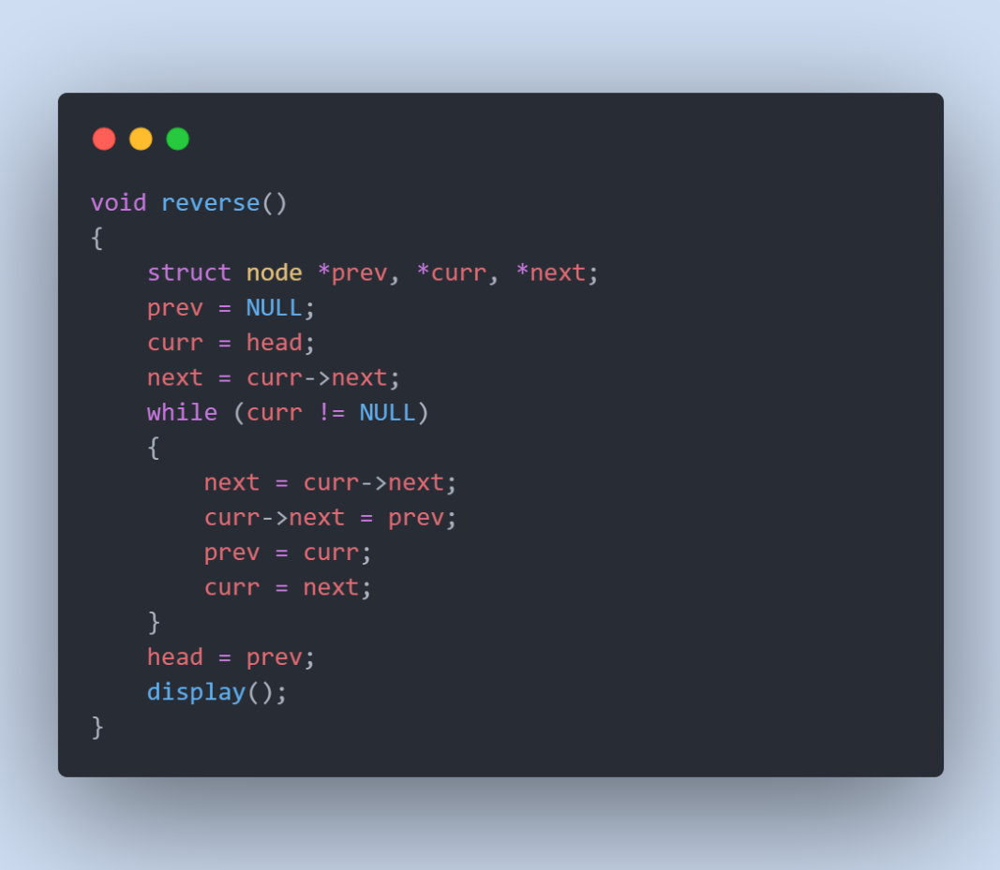 void reverse()
{
    struct node *prev, *curr, *next;
    prev = NULL;
    curr = head;
    next = curr->next;
    while (curr != NULL)
    {
        next = curr->next;
        curr->next = prev;
        prev = curr;
        curr = next;
    }
    head = prev;
    display();
}